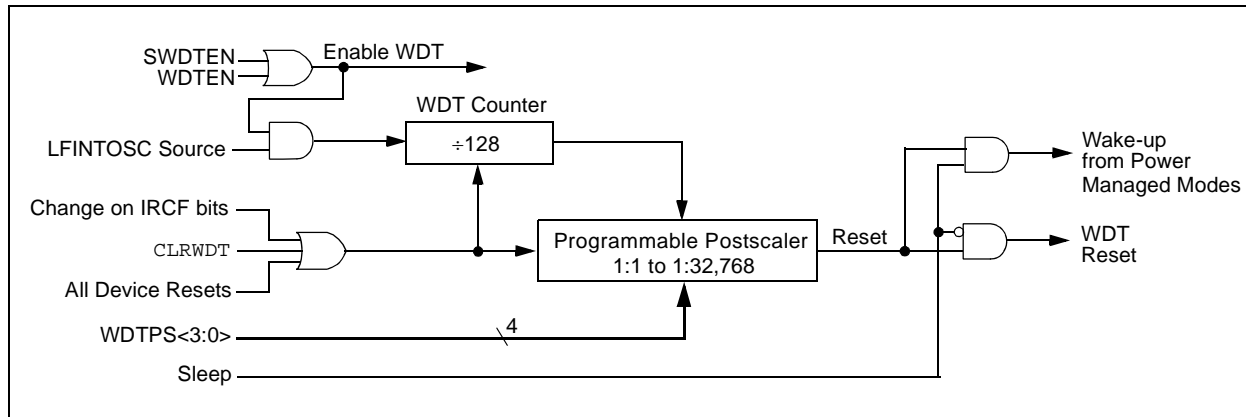 SWDTEN
WDTEN
Enable WDT
WDT Counter
÷128
LFINTOSC Source
Wake-up
from Power
Managed Modes
Change on IRCF bits
CLRWDT
All Device Resets
Programmable Postscaler
1:1 to 1:32,768
Reset
WDT
Reset
WDTPS<3:0>
4
Sleep